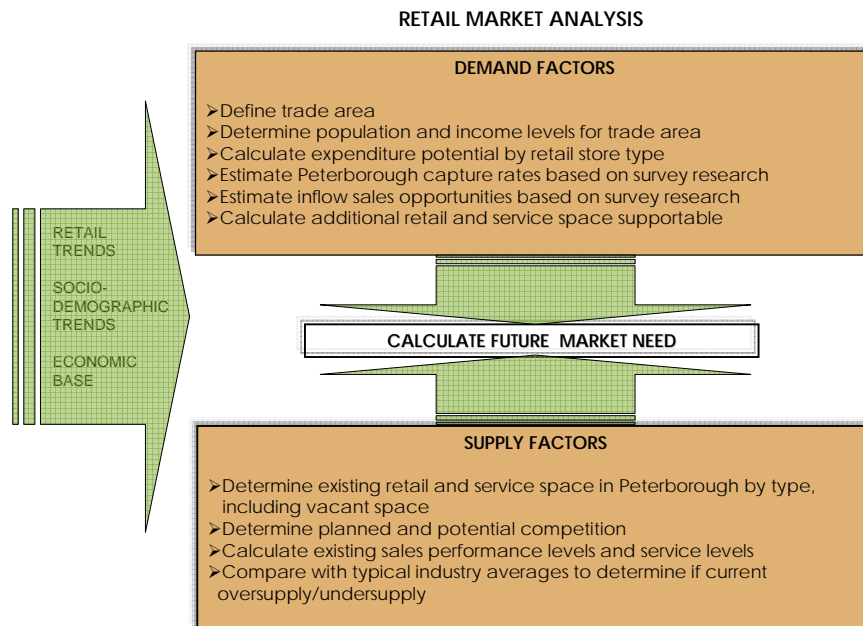 RETAIL MARKET ANALYSIS
DEMAND FACTORS
➢Define trade area
➢Determine population and income levels for trade area
➢Calculate expenditure potential by retail store type
➢Estimate Peterborough capture rates based on survey research
➢Estimate inflow sales opportunities based on survey research
➢Calculate additional retail and service space supportable
RETAIL
TRENDS
SOCIO-
DEMOGRAPHIC
TRENDS
ECONOMIC
BASE
CALCULATE FUTURE MARKET NEED
SUPPLY FACTORS
➢Determine existing retail and service space in Peterborough by type,
including vacant space
➢Determine planned and potential competition
➢Calculate existing sales performance levels and service levels
➢Compare with typical industry averages to determine if current
oversupply/undersupply